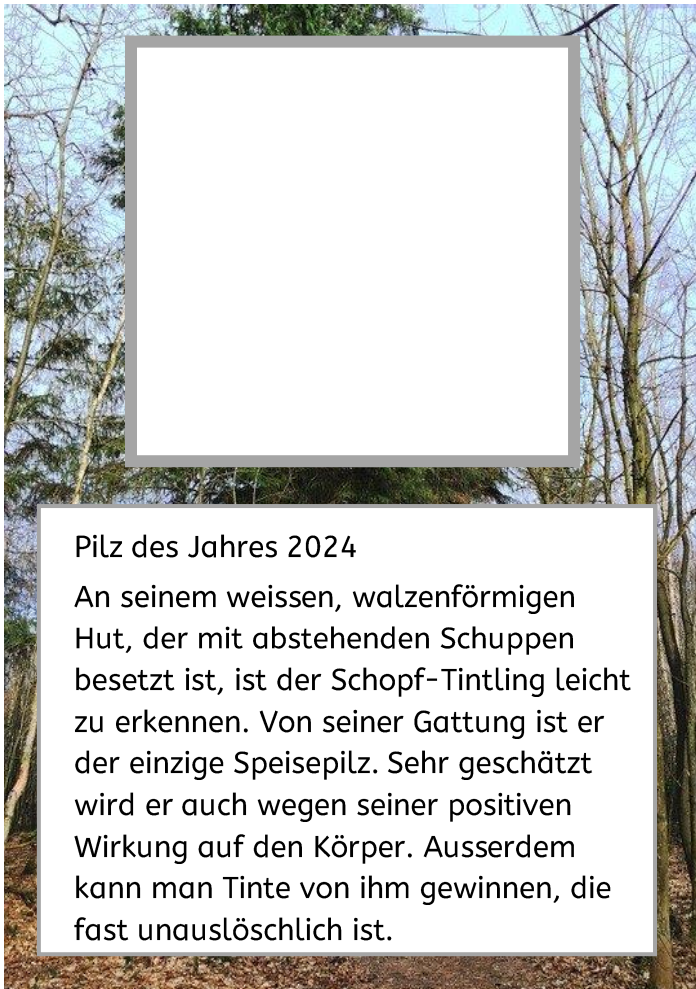 Pilz des Jahres 2024
An seinem weissen, walzenförmigen
Hut, der mit abstehenden Schuppen
besetzt ist, ist der Schopf-Tintling leicht
zu erkennen. Von seiner Gattung ist er
der einzige Speisepilz. Sehr geschätzt
wird er auch wegen seiner positiven
Wirkung auf den Körper. Ausserdem
kann man Tinte von ihm gewinnen, die
fast unauslöschlich ist.